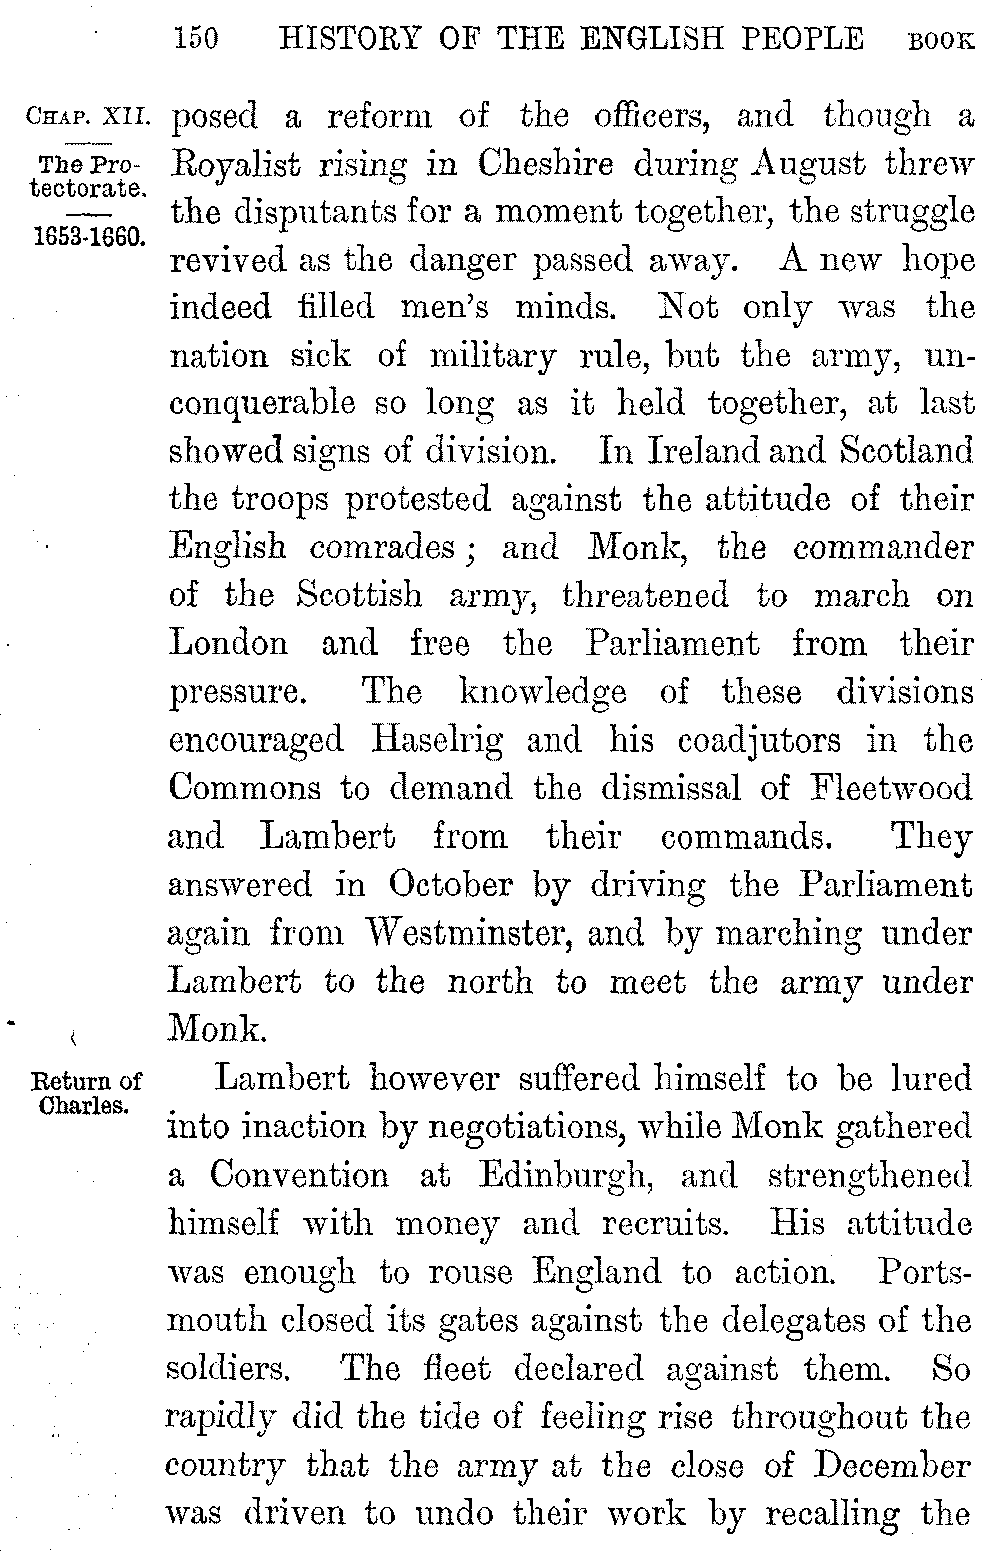 150 HISTORY OF THE ENGLISH PEOPLE BOOK
CHAP. XII.
The Pro-
tectorate.
1653-1660.
posed a reform of the officers, and though a
Royalist rising in Cheshire during August threw
the disputants for a moment together, the struggle
revived as the danger passed away. A new hope
indeed filled men's minds. Not only was the
nation sick of military rule, but the army, un-
conquerable so long as it held together, at last
showed signs of division. In Ireland and Scotland
the troops protested against the attitude of their
English comrades; and Monk, the commander
of the Scottish army, threatened to march on
London and free the Parliament from their
pressure. The knowledge of these divisions
encouraged Haselrig and his coadjutors in the
Commons to demand the dismissal of Fleetwood
and Lambert from their commands. They
answered in October by driving the Parliament
again from Westminster, and by marching under
Lambert to the north to meet the army under
Monk.
Return of
Charles.
Lambert however suffered himself to be lured
into inaction by negotiations, while Monk gathered
a Convention at Edinburgh, and strengthened
himself with money and recruits. His attitude
was enough to rouse England to action. Ports-
mouth closed its gates against the delegates of the
soldiers. The fleet declared against them. So
rapidly did the tide of feeling rise throughout the
country that the army at the close of December
was driven to undo their work by recalling the